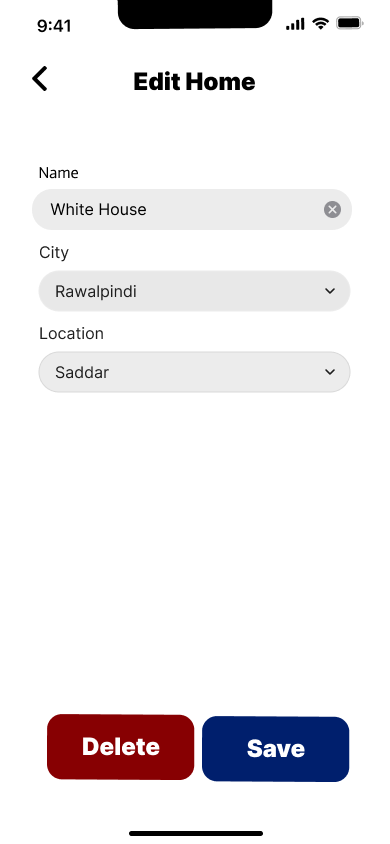 9:41
Edit Home
Name
White House
City
Rawalpindi
Location
Saddar
Delete
Save